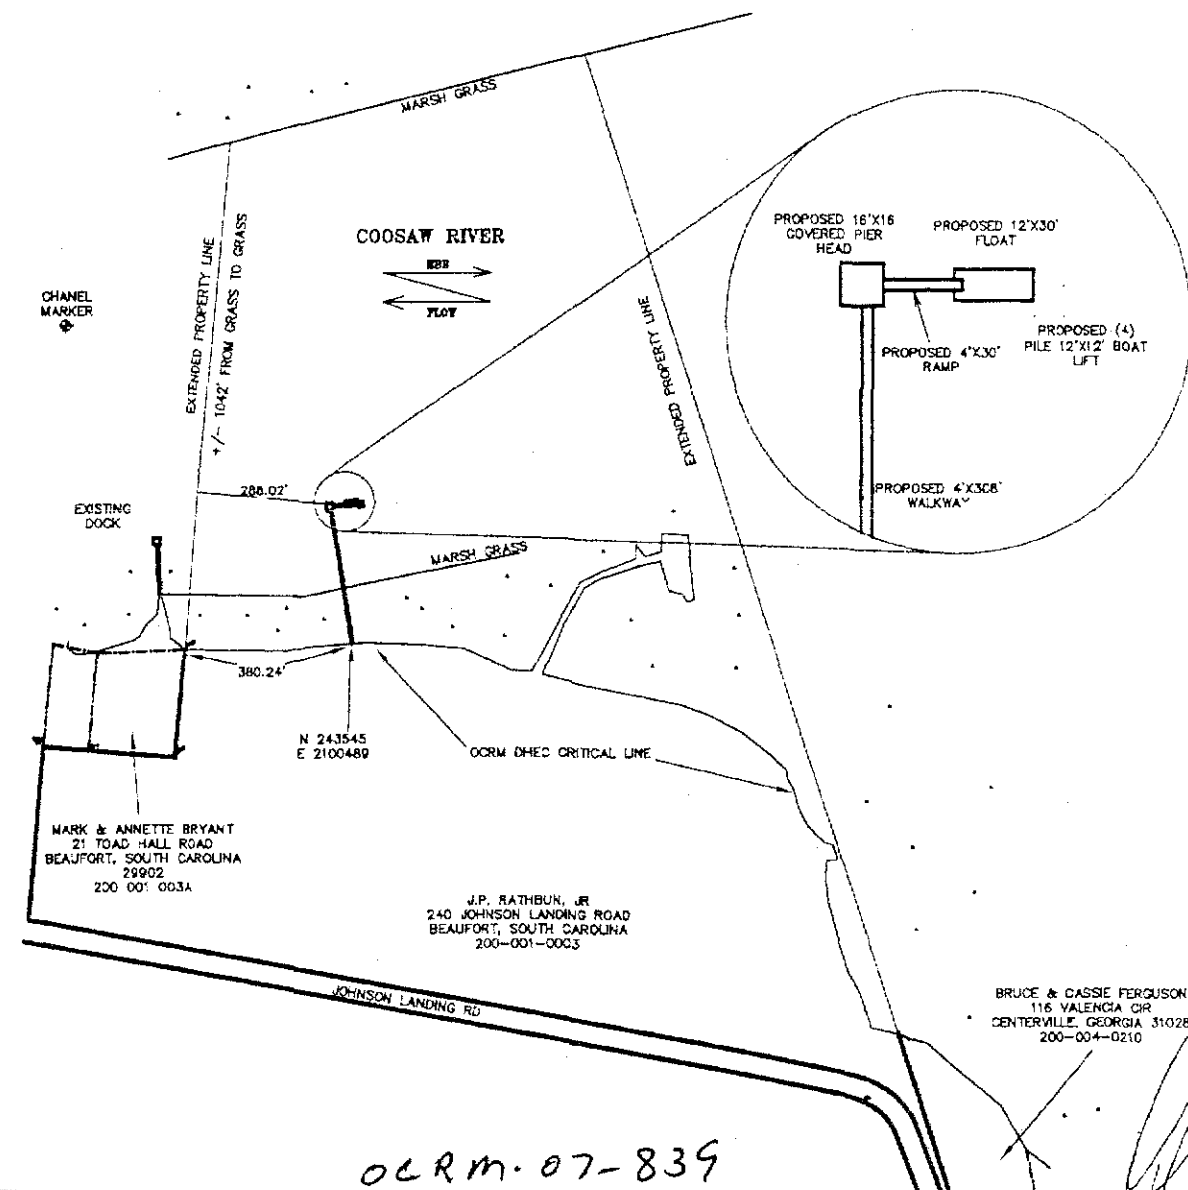 MARSH GRASS
COOSAW RIVER
EBB
FLOW
EXTENDED PROPERTY LINE
+/- 1042' FROM GRASS TO GRASS
CHANEL
MARKER
EXTENDED PROPERTY LINE
PROPOSED 16'X16
COVERED PIER
HEAD
PROPOSED 12'X30'
FLOAT
PROPOSED 4'X30'
RAMP
PROPOSED (4)
PILE 12'X12' BOAT
LIFT
PROPOSED 4'X308'
WALKWAY
288.02'
EXISTING
DOCK
MARSH GRASS
380.24'
N 243545
E 2100489
OCRM DHEC CRITICAL LINE
MARK & ANNETTE BRYANT
21 TOAD HALL ROAD
BEAUFORT, SOUTH CAROLINA
29902
200 001 003A
J.P. RATHBUN, JR
240 JOHNSON LANDING ROAD
BEAUFORT, SOUTH CAROLINA
200-001-0003
JOHNSON LANDING RD
BRUCE & CASSIE FERGUSON
116 VALENCIA CIR
CENTERVILLE, GEORGIA 31028
200-004-0210
OCRM-07-839